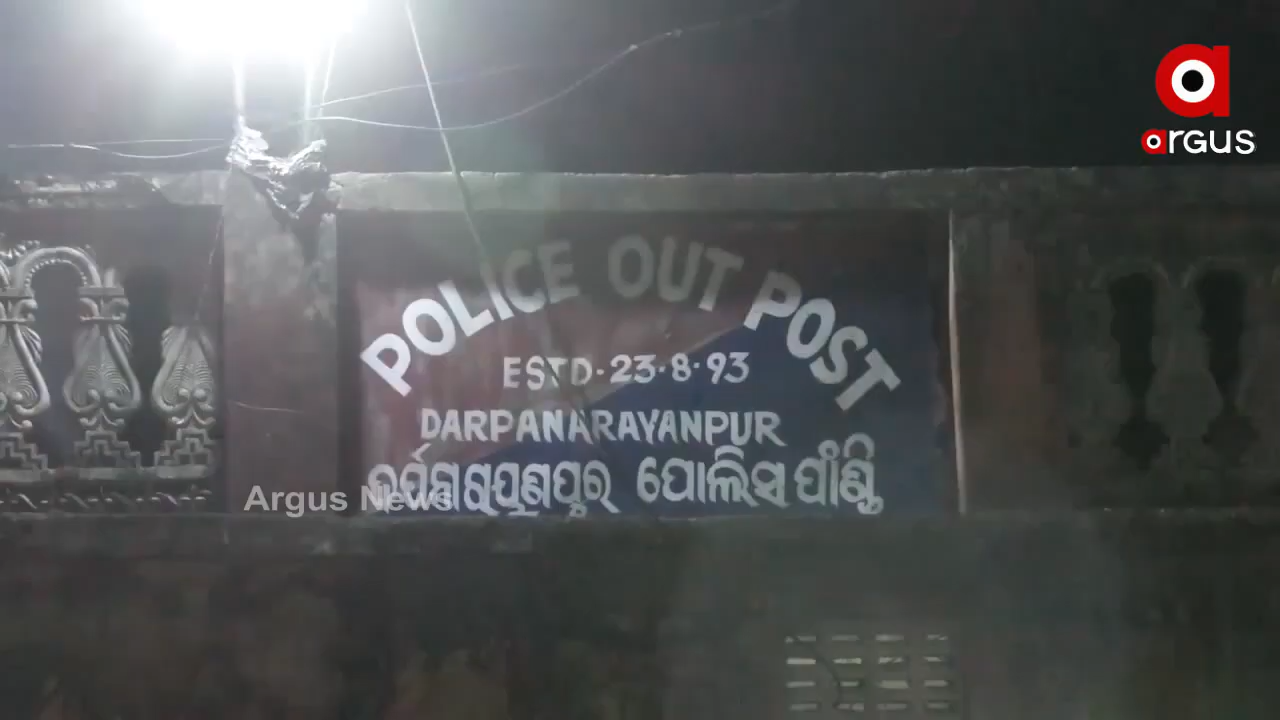 argus
POLICE OUT POST
ESTD.23.8.93
DARPANARAYANPUR
ଦର୍ପନାରାୟଣପୁର ପୋଲିସ ଫାଣ୍ଡି
Argus News